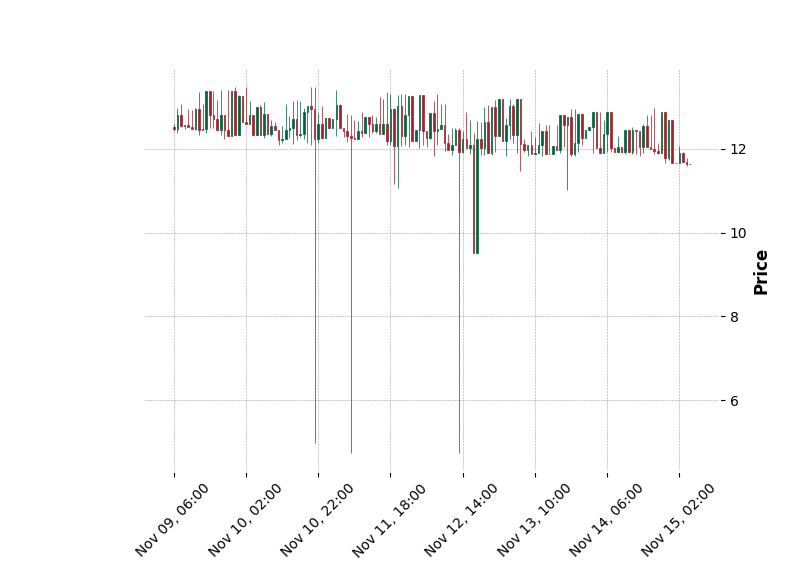 12
10
8
6
Price
Nov 09, 06:00
Nov 10, 02:00
Nov 10, 22:00
Nov 11, 18:00
Nov 12, 14:00
Nov 13, 10:00
Nov 14, 06:00
Nov 15, 02:00